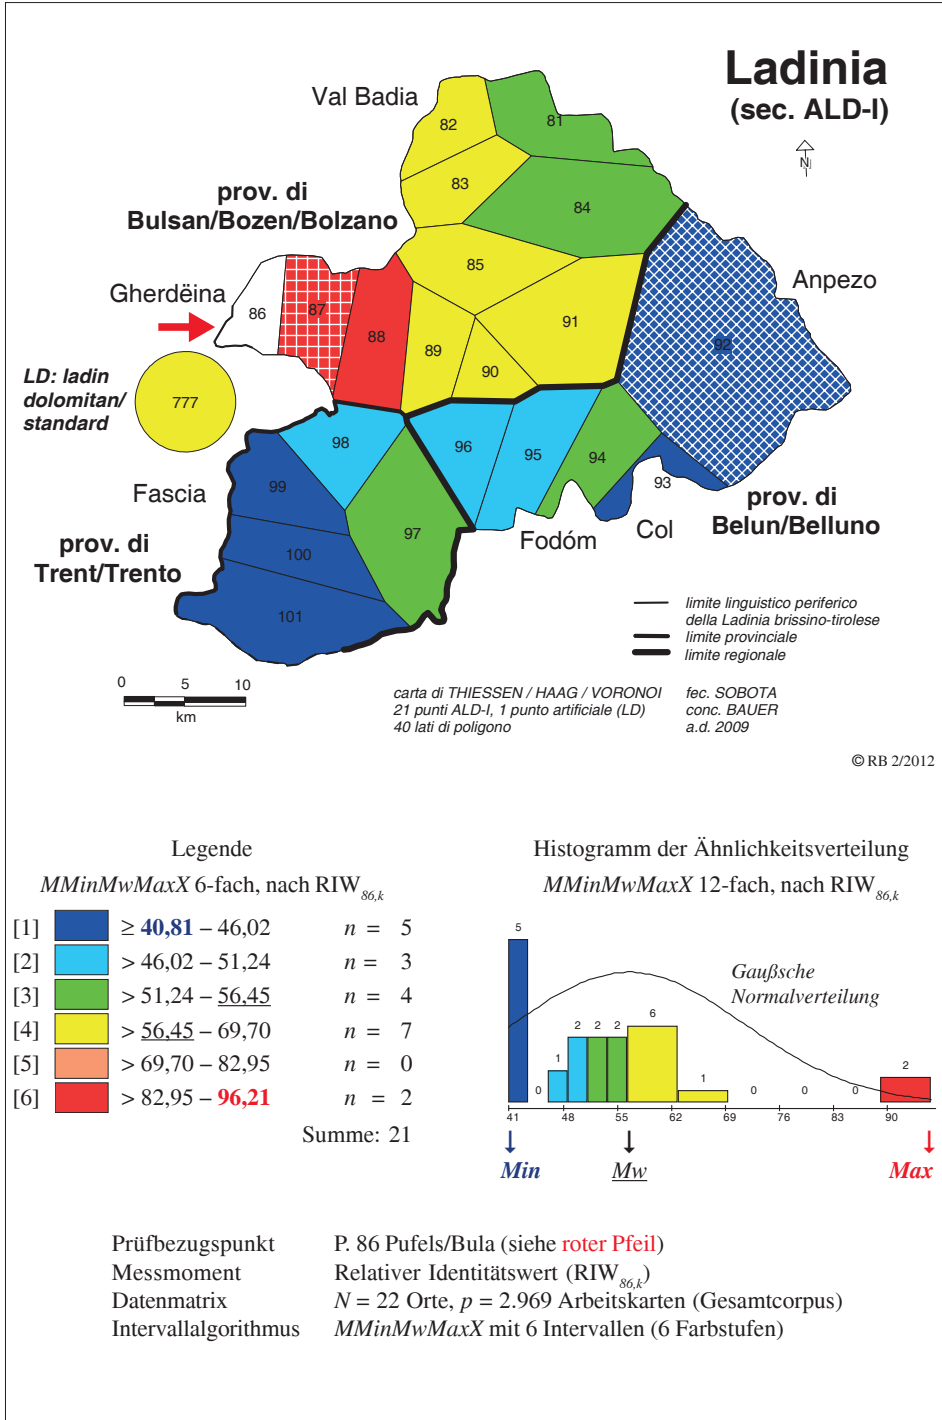 Ladinia
(sec. ALD-I)
N
Val Badia
82
81
83
84
prov. di
Bulsan/Bozen/Bolzano
85
Anpezo
Gherdëina
86
87
88
89
90
91
92
LD: ladin
dolomitan/
standard
777
98
96
95
94
93
99
97
Fascia
100
101
Fodóm
Col
prov. di
Belun/Belluno
prov. di
Trent/Trento
limite linguistico periferico
della Ladinia brissino-tirolese
limite provinciale
limite regionale
0 5 10
km
carta di THIESSEN / HAAG / VORONOI
21 punti ALD-I, 1 punto artificiale (LD)
40 lati di poligono
fec. SOBOTA
conc. BAUER
a.d. 2009
© RB 2/2012
Legende
MMinMwMaxX 6-fach, nach RIW86,k
[1] ≥ 40,81 – 46,02 n = 5
[2] > 46,02 – 51,24 n = 3
[3] > 51,24 – 56,45 n = 4
[4] > 56,45 – 69,70 n = 7
[5] > 69,70 – 82,95 n = 0
[6] > 82,95 – 96,21 n = 2
Summe: 21
Histogramm der Ähnlichkeitsverteilung
MMinMwMaxX 12-fach, nach RIW86,k
Gaußsche
Normalverteilung
5 0 1 2 2 2 6 1 0 0 0 2
41 48 55 62 69 76 83 90
Min Mw Max
Prüfbezugspunkt P. 86 Pufels/Bula (siehe roter Pfeil)
Messmoment Relativer Identitätswert (RIW86,k)
Datenmatrix N = 22 Orte, p = 2.969 Arbeitskarten (Gesamtcorpus)
Intervallalgorithmus MMinMwMaxX mit 6 Intervallen (6 Farbstufen)